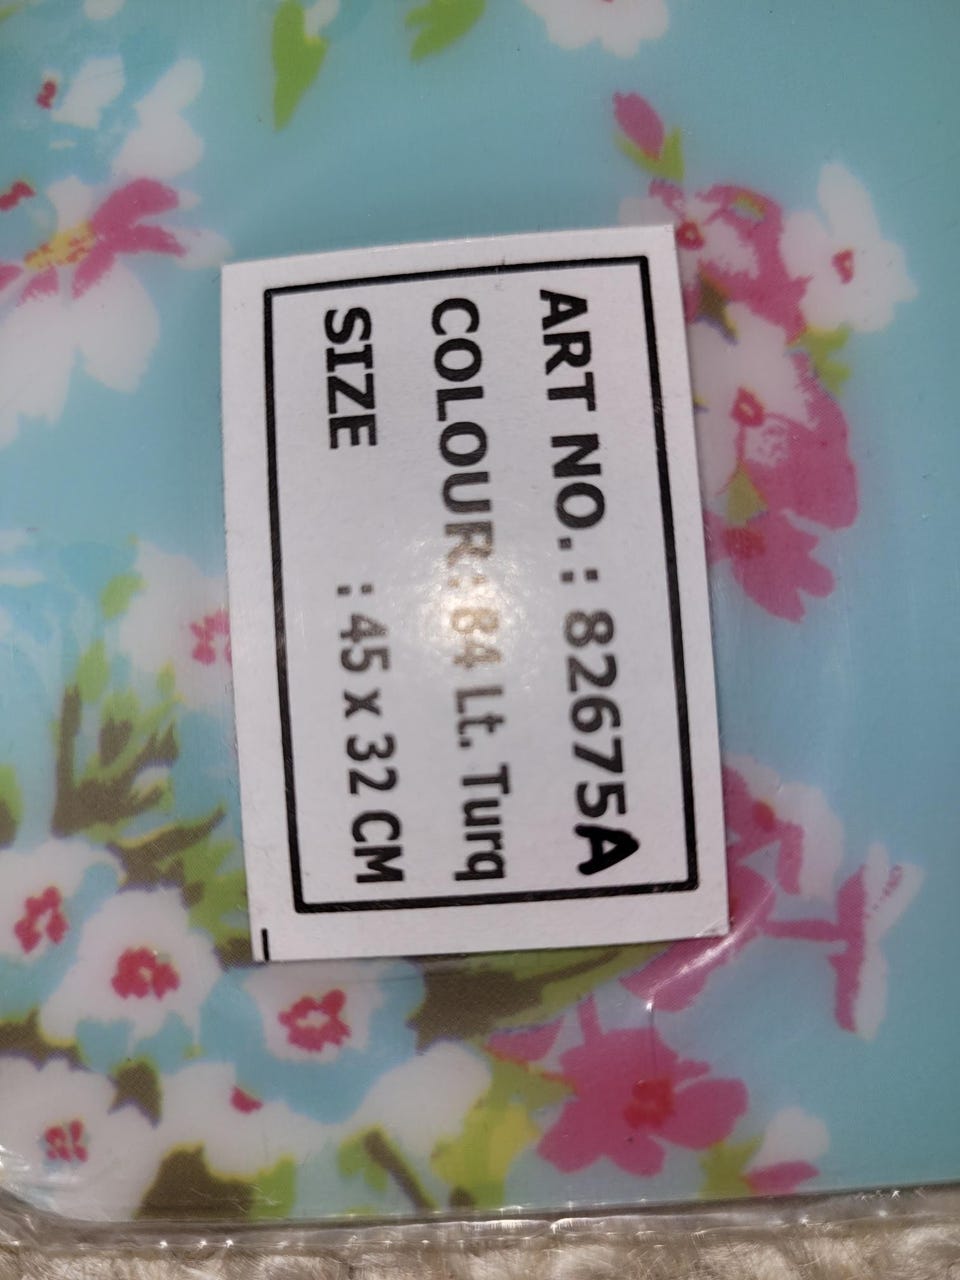 ART NO. : 82675A
COLOUR: 84 Lt. Turq
SIZE : 45 x 32 CM